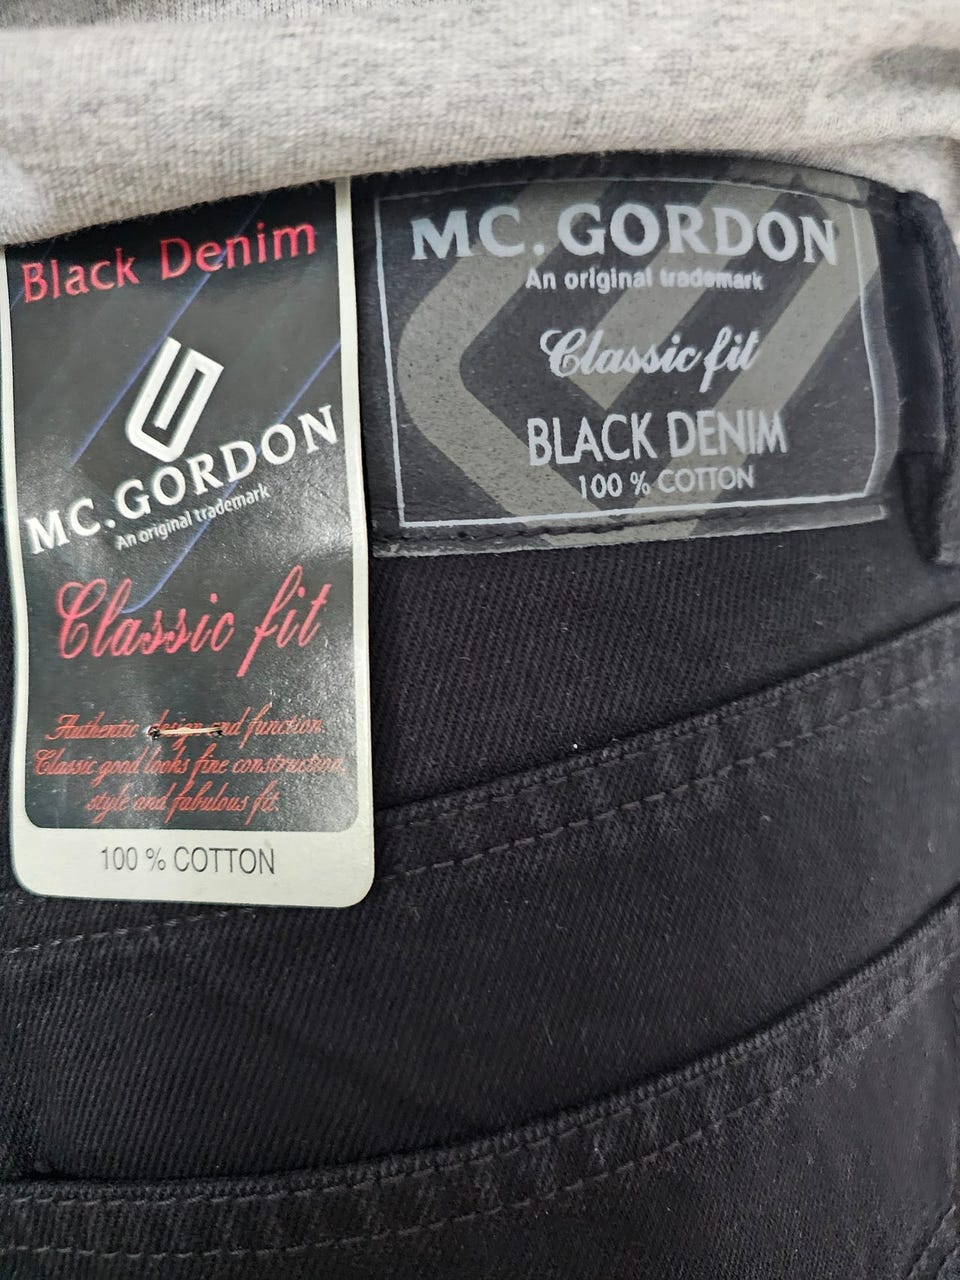 Black Denim
MC. GORDON
An original trademark
Classic fit
Authentic design and function
Classic good looks fine construction,
style and fabulous fit.
100 % COTTON
MC. GORDON
An original trademark
Classic fit
BLACK DENIM
100 % COTTON